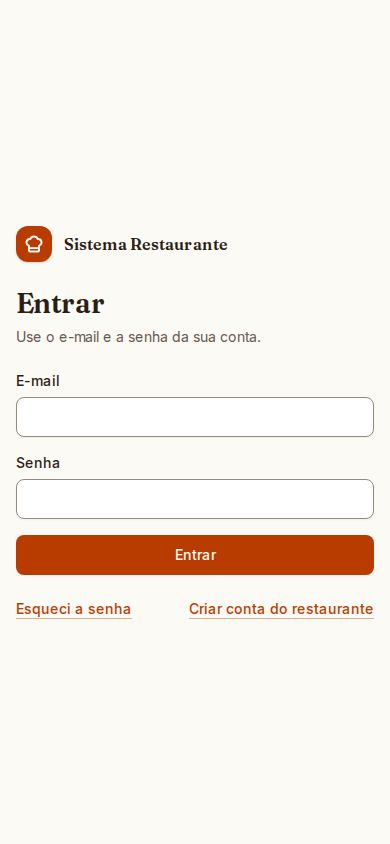 Sistema Restaurante
Entrar
Use o e-mail e a senha da sua conta.
E-mail
Senha
Entrar
Esqueci a senha
Criar conta do restaurante